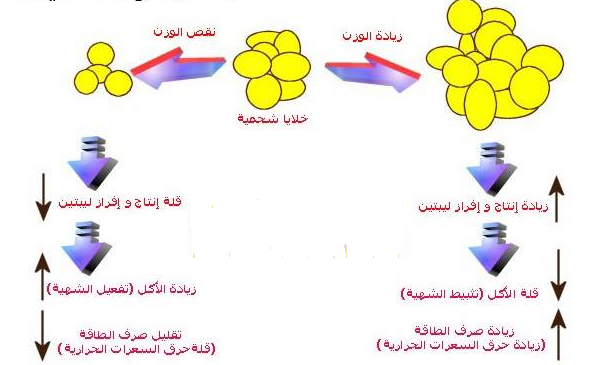 زيادة الوزن
نقص الوزن
خلايا شحمية
زيادة إنتاج و إفراز ليبتين
قلة إنتاج و إفراز ليبتين
قلة الأكل (تثبيط الشهية)
زيادة الأكل (تفعيل الشهية)
زيادة صرف الطاقة
(زيادة حرق السعرات الحرارية)
تقليل صرف الطاقة
(قلة حرق السعرات الحرارية)